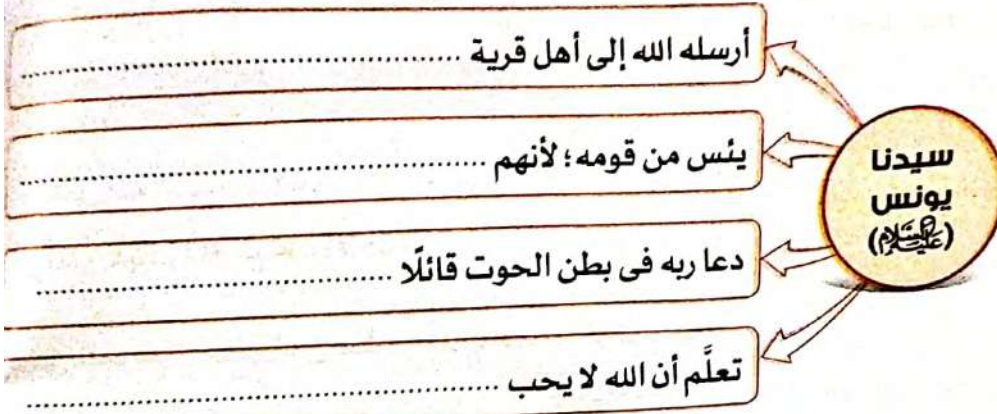 أرسله الله إلى أهل قرية ..............................
يئس من قومه؛ لأنهم ..............................
سيدنا
يونس
(عليه السلام)
دعا ربه فى بطن الحوت قائلًا ..............................
تعلَّم أن الله لا يحب ..............................